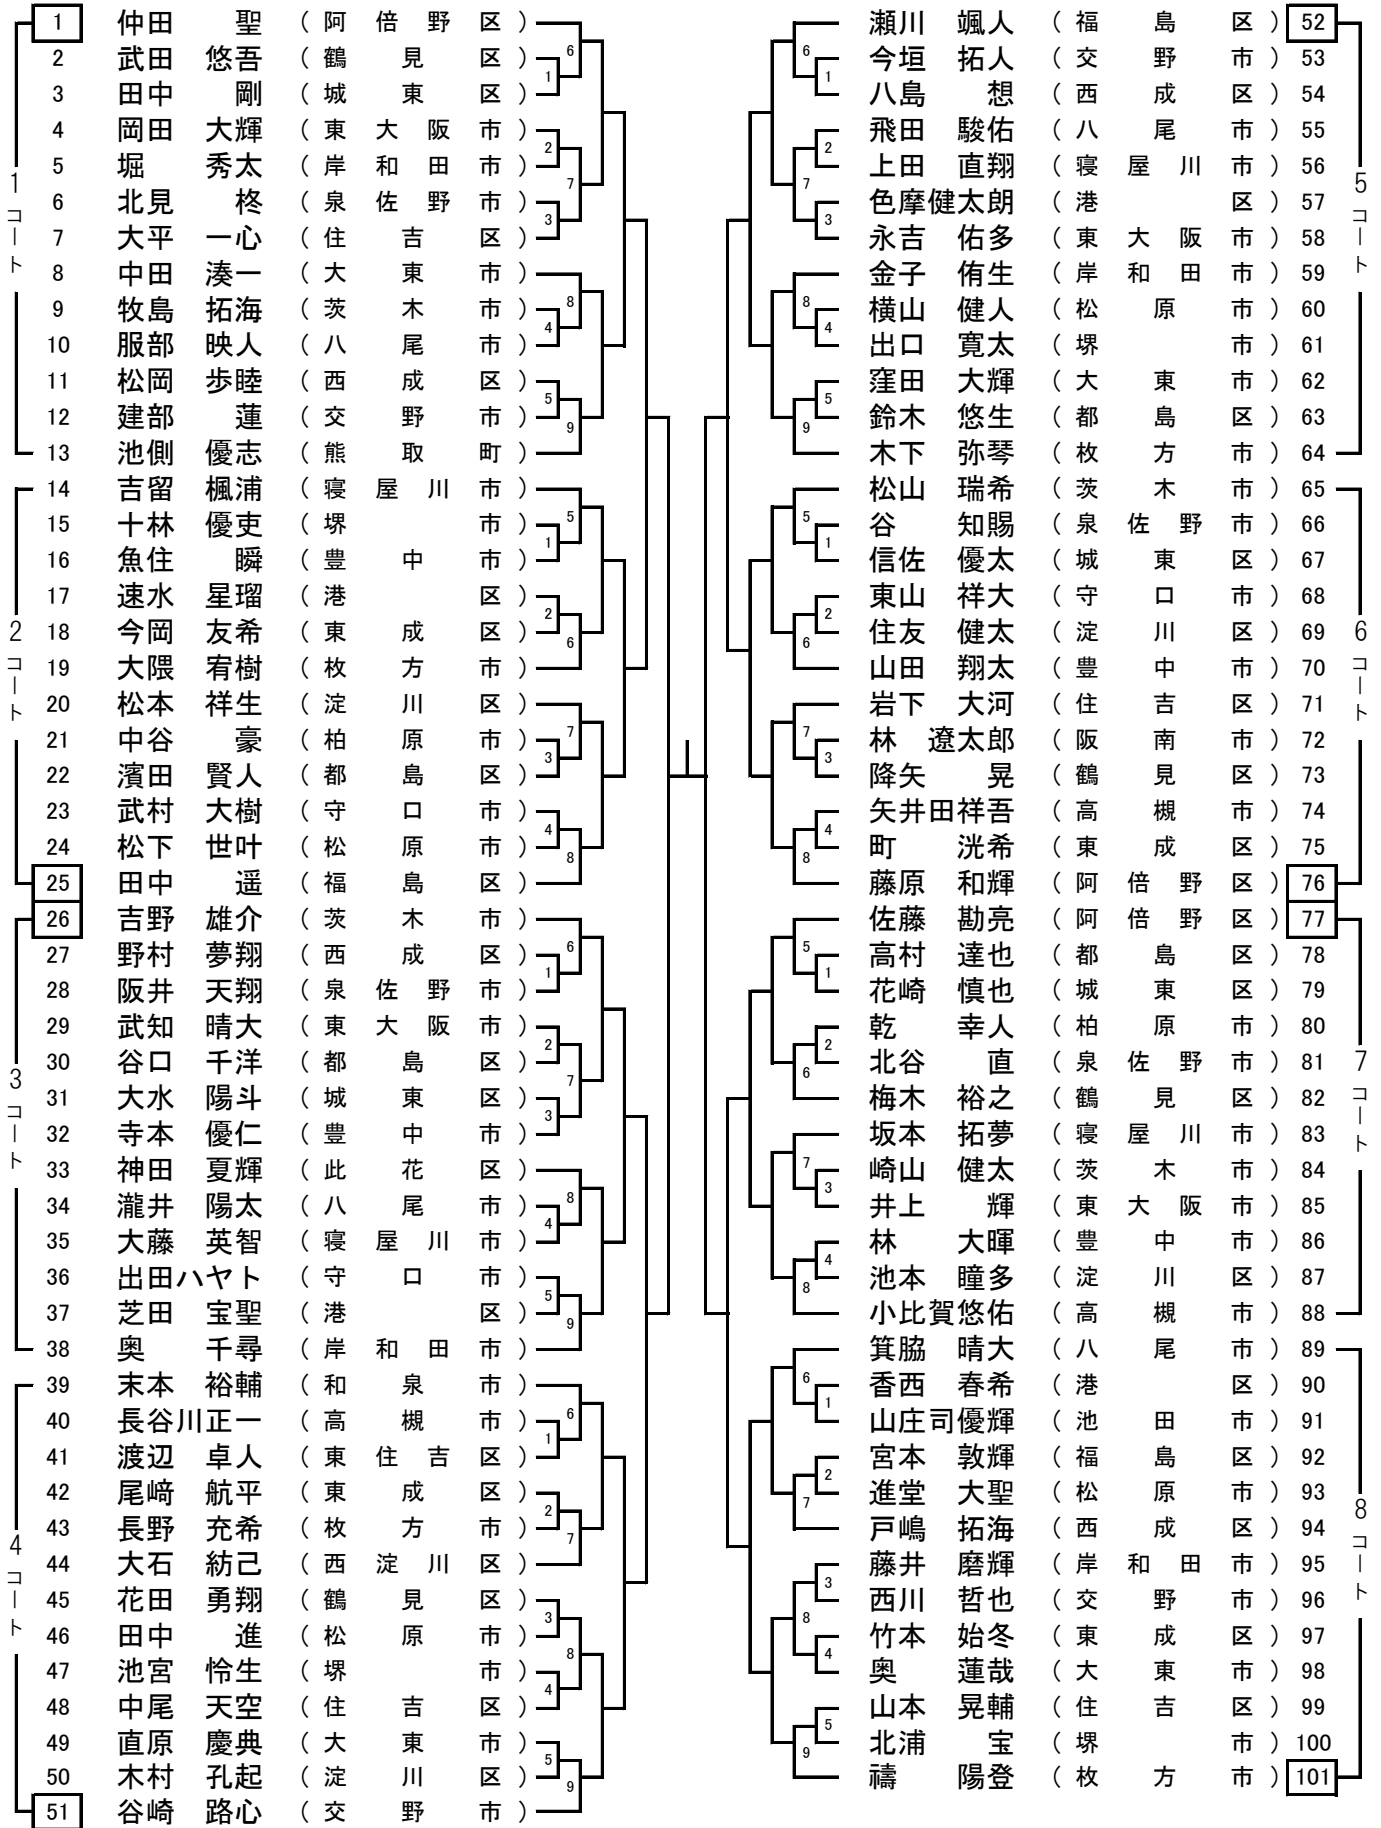 1 仲田 聖 (阿倍野区)
2 武田 悠吾 (鶴見区)
3 田中 剛 (城東区)
4 岡田 大輝 (東大阪市)
5 堀 秀太 (岸和田市)
6 北見 柊 (泉佐野市)
7 大平 一心 (住吉区)
8 中田 湊一 (大東市)
9 牧島 拓海 (茨木市)
10 服部 映人 (八尾市)
11 松岡 歩睦 (西成区)
12 建部 蓮 (交野市)
13 池側 優志 (熊取町)
1コート
14 吉留 楓浦 (寝屋川市)
15 十林 優吏 (堺市)
16 魚住 瞬 (豊中市)
17 速水 星瑠 (港区)
18 今岡 友希 (東成区)
19 大隈 宥樹 (枚方市)
20 松本 祥生 (淀川区)
21 中谷 豪 (柏原市)
22 濱田 賢人 (都島区)
23 武村 大樹 (守口市)
24 松下 世叶 (松原市)
25 田中 遥 (福島区)
2コート
26 吉野 雄介 (茨木市)
27 野村 夢翔 (西成区)
28 阪井 天翔 (泉佐野市)
29 武知 晴大 (東大阪市)
30 谷口 千洋 (都島区)
31 大水 陽斗 (城東区)
32 寺本 優仁 (豊中市)
33 神田 夏輝 (此花区)
34 瀧井 陽太 (八尾市)
35 大藤 英智 (寝屋川市)
36 出田ハヤト (守口市)
37 芝田 宝聖 (港区)
38 奥 千尋 (岸和田市)
3コート
39 末本 裕輔 (和泉市)
40 長谷川正一 (高槻市)
41 渡辺 卓人 (東住吉区)
42 尾﨑 航平 (東成区)
43 長野 充希 (枚方市)
44 大石 紡己 (西淀川区)
45 花田 勇翔 (鶴見区)
46 田中 進 (松原市)
47 池宮 怜生 (堺市)
48 中尾 天空 (住吉区)
49 直原 慶典 (大東市)
50 木村 孔起 (淀川区)
51 谷崎 路心 (交野市)
4コート
瀬川 颯人 (福島区) 52
今垣 拓人 (交野市) 53
八島 想 (西成区) 54
飛田 駿佑 (八尾市) 55
上田 直翔 (寝屋川市) 56
色摩健太朗 (港区) 57
永吉 佑多 (東大阪市) 58
金子 侑生 (岸和田市) 59
横山 健人 (松原市) 60
出口 寛太 (堺市) 61
窪田 大輝 (大東市) 62
鈴木 悠生 (都島区) 63
木下 弥琴 (枚方市) 64
5コート
松山 瑞希 (茨木市) 65
谷 知賜 (泉佐野市) 66
信佐 優太 (城東区) 67
東山 祥大 (守口市) 68
住友 健太 (淀川区) 69
山田 翔太 (豊中市) 70
岩下 大河 (住吉区) 71
林 遼太郎 (阪南市) 72
降矢 晃 (鶴見区) 73
矢井田祥吾 (高槻市) 74
町 洸希 (東成区) 75
藤原 和輝 (阿倍野区) 76
6コート
佐藤 勘亮 (阿倍野区) 77
高村 達也 (都島区) 78
花崎 慎也 (城東区) 79
乾 幸人 (柏原市) 80
北谷 直 (泉佐野市) 81
梅木 裕之 (鶴見区) 82
坂本 拓夢 (寝屋川市) 83
崎山 健太 (茨木市) 84
井上 輝 (東大阪市) 85
林 大暉 (豊中市) 86
池本 瞳多 (淀川区) 87
小比賀悠佑 (高槻市) 88
7コート
箕脇 晴大 (八尾市) 89
香西 春希 (港区) 90
山庄司優輝 (池田市) 91
宮本 敦輝 (福島区) 92
進堂 大聖 (松原市) 93
戸嶋 拓海 (西成区) 94
藤井 磨輝 (岸和田市) 95
西川 哲也 (交野市) 96
竹本 始冬 (東成区) 97
奥 蓮哉 (大東市) 98
山本 晃輔 (住吉区) 99
北浦 宝 (堺市) 100
禱 陽登 (枚方市) 101
8コート